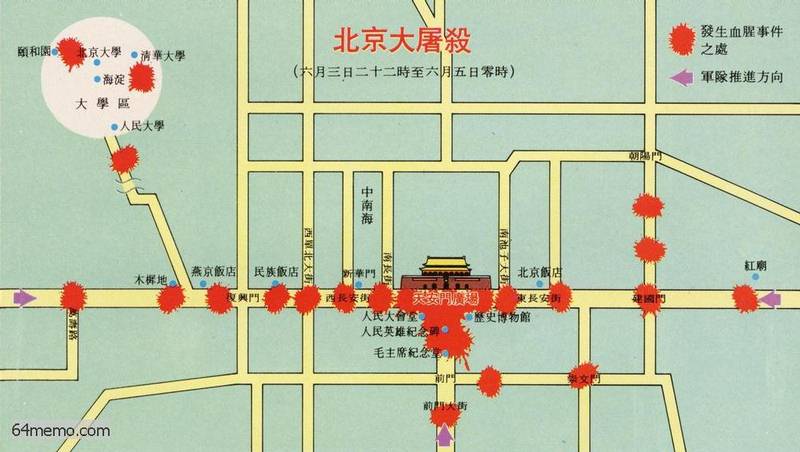 北京大屠殺
（六月三日二十二時至六月五日零時）
發生血腥事件
之處
軍隊推進方向
頤和園
北京大學
清華大學
海淀
大學區
人民大學
朝陽門
中南海
西單北大街
南長街
南池子大街
木樨地
燕京飯店
民族飯店
新華門
北京飯店
紅廟
復興門
西長安街
天安門廣場
東長安街
建國門
萬壽路
人民大會堂
歷史博物館
人民英雄紀念碑
毛主席紀念堂
前門
崇文門
前門大街
64memo.com